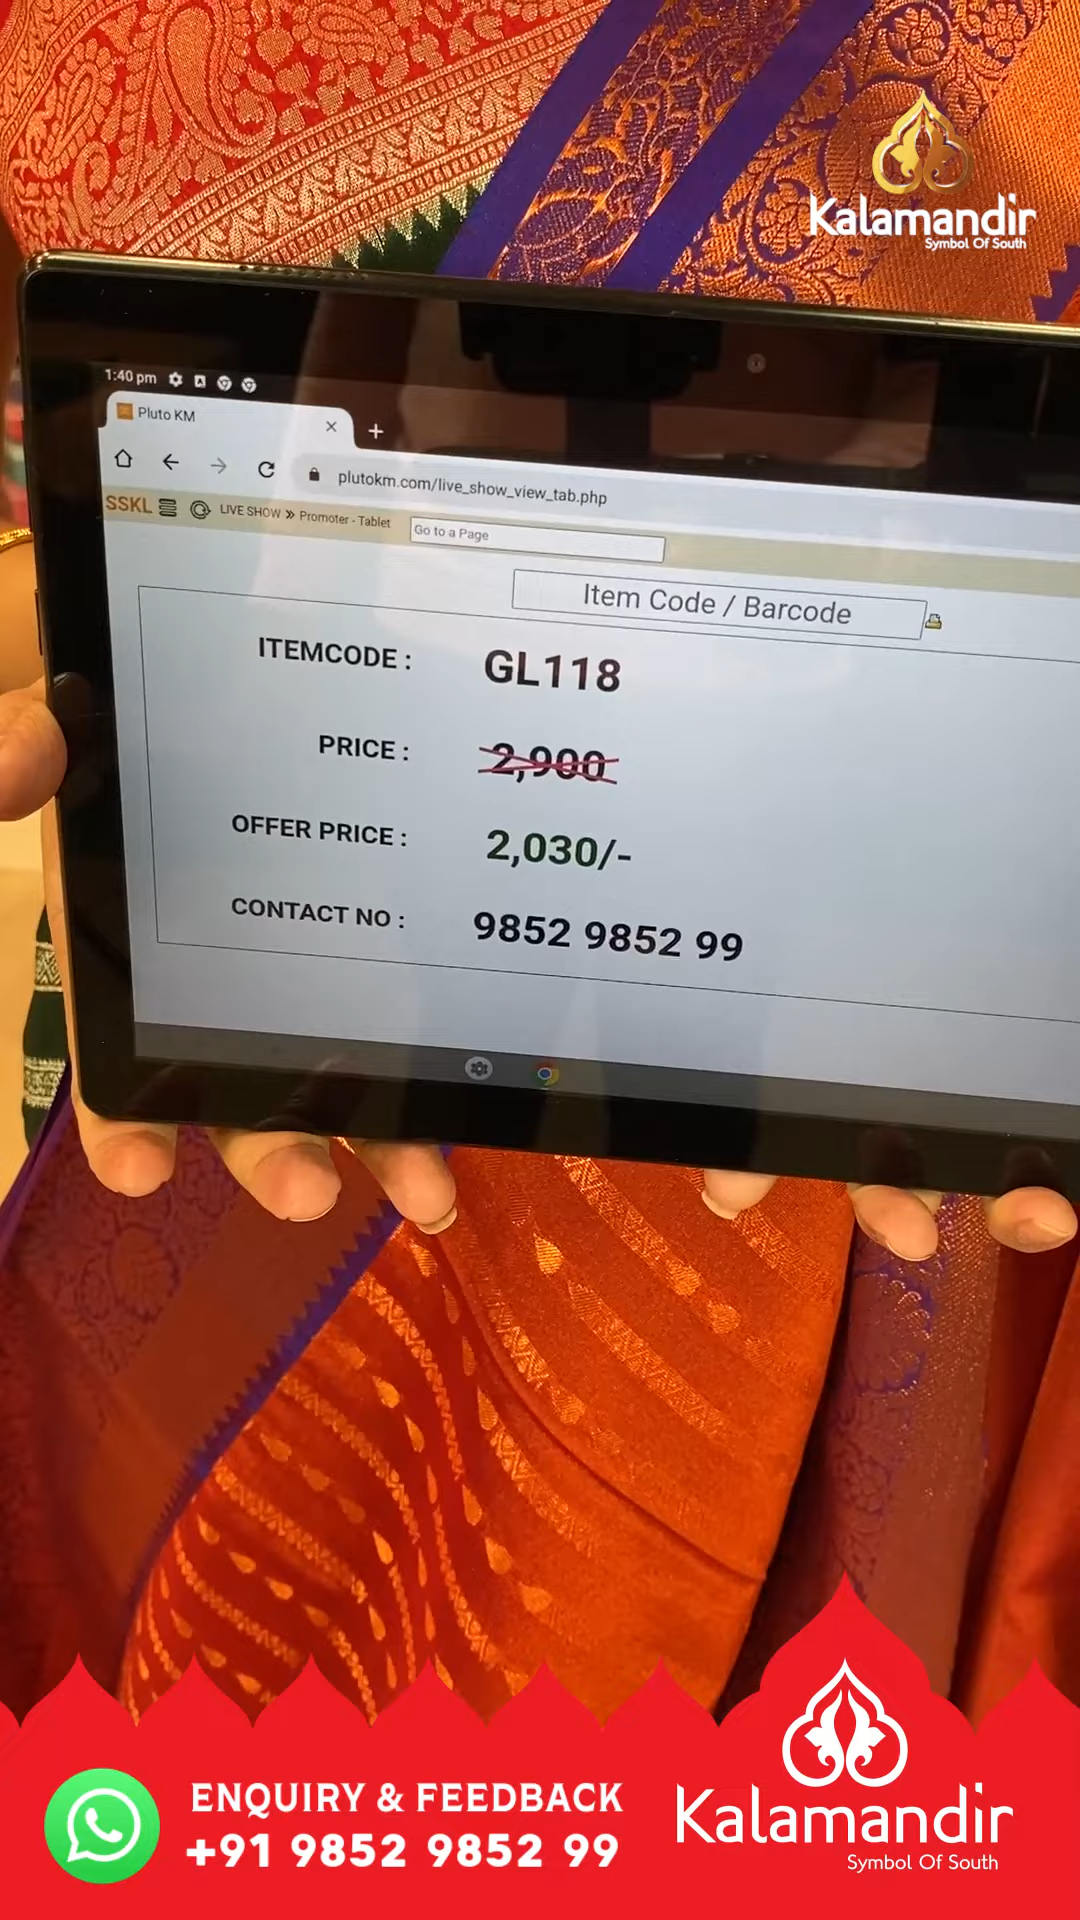 Kalamandir
Symbol Of South
1:40 pm
Pluto KM
plutokm.com/live_show_view_tab.php
SSKL LIVE SHOW » Promoter - Tablet Go to a Page
Item Code / Barcode
ITEMCODE : GL118
PRICE : 2,900
OFFER PRICE : 2,030/-
CONTACT NO : 9852 9852 99
ENQUIRY & FEEDBACK
+91 9852 9852 99
Kalamandir
Symbol Of South